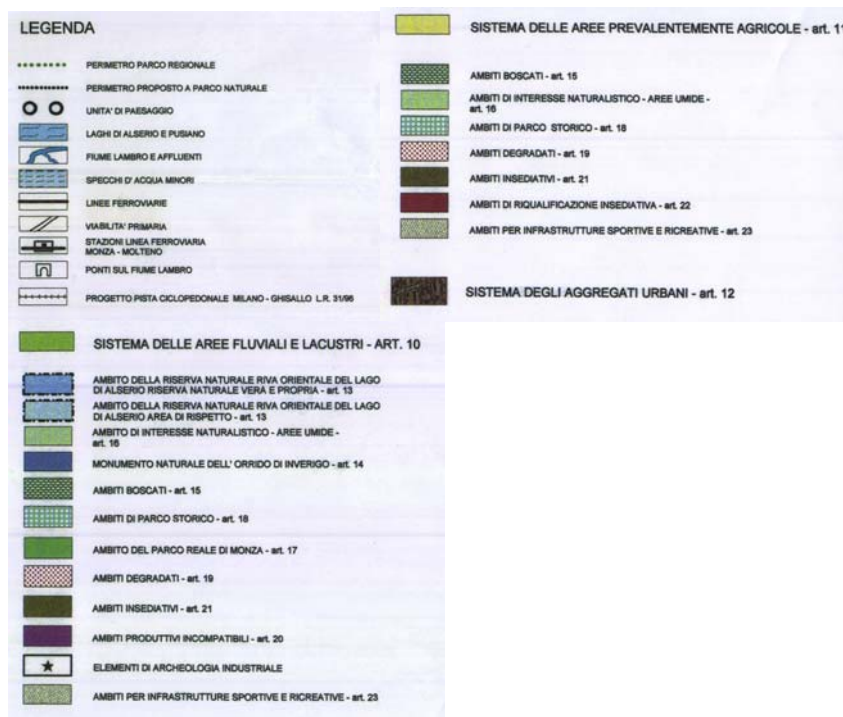 LEGENDA
PERIMETRO PARCO REGIONALE
PERIMETRO PROPOSTO A PARCO NATURALE
UNITA' DI PAESAGGIO
LAGHI DI ALSERIO E PUSIANO
FIUME LAMBRO E AFFLUENTI
SPECCHI D' ACQUA MINORI
LINEE FERROVIARIE
VIABILITA' PRIMARIA
STAZIONI LINEA FERROVIARIA
MONZA - MOLTENO
PONTI SUL FIUME LAMBRO
PROGETTO PISTA CICLOPEDONALE MILANO - GHISALLO L.R. 31/96
SISTEMA DELLE AREE FLUVIALI E LACUSTRI - ART. 10
AMBITO DELLA RISERVA NATURALE RIVA ORIENTALE DEL LAGO
DI ALSERIO RISERVA NATURALE VERA E PROPRIA - art. 13
AMBITO DELLA RISERVA NATURALE RIVA ORIENTALE DEL LAGO
DI ALSERIO AREA DI RISPETTO - art. 13
AMBITO DI INTERESSE NATURALISTICO - AREE UMIDE -
art. 16
MONUMENTO NATURALE DELL' ORRIDO DI INVERIGO - art. 14
AMBITI BOSCATI - art. 15
AMBITI DI PARCO STORICO - art. 18
AMBITO DEL PARCO REALE DI MONZA - art. 17
AMBITI DEGRADATI - art. 19
AMBITI INSEDIATIVI - art. 21
AMBITI PRODUTTIVI INCOMPATIBILI - art. 20
ELEMENTI DI ARCHEOLOGIA INDUSTRIALE
AMBITI PER INFRASTRUTTURE SPORTIVE E RICREATIVE - art. 23
SISTEMA DELLE AREE PREVALENTEMENTE AGRICOLE - art. 11
AMBITI BOSCATI - art. 15
AMBITI DI INTERESSE NATURALISTICO - AREE UMIDE -
art. 16
AMBITI DI PARCO STORICO - art. 18
AMBITI DEGRADATI - art. 19
AMBITI INSEDIATIVI - art. 21
AMBITI DI RIQUALIFICAZIONE INSEDIATIVA - art. 22
AMBITI PER INFRASTRUTTURE SPORTIVE E RICREATIVE - art. 23
SISTEMA DEGLI AGGREGATI URBANI - art. 12